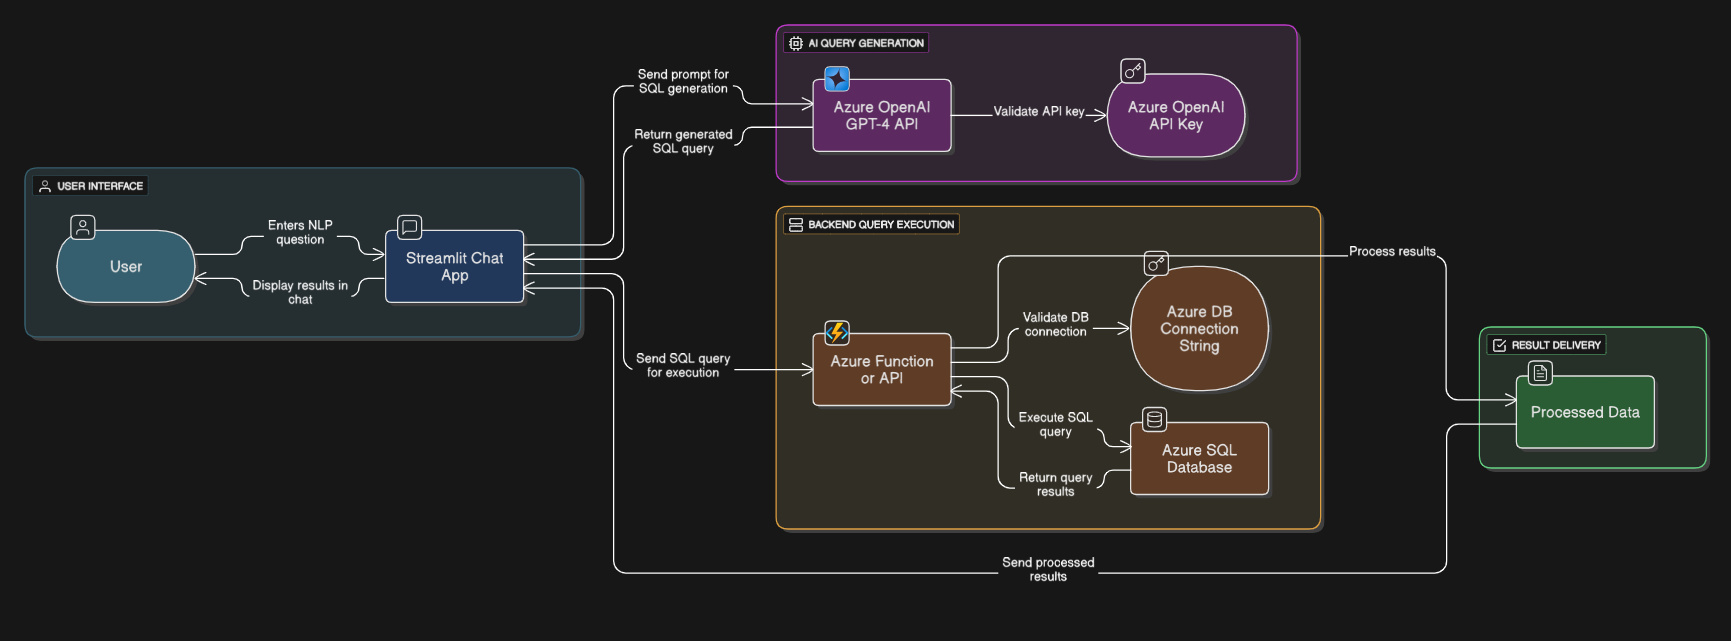 AI QUERY GENERATION
Send prompt for
SQL generation
Azure OpenAI
GPT-4 API
Validate API key
Azure OpenAI
API Key
Return generated
SQL query
USER INTERFACE
User
Enters NLP
question
Display results in
chat
Streamlit Chat
App
BACKEND QUERY EXECUTION
Send SQL query
for execution
Azure Function
or API
Validate DB
connection
Azure DB
Connection
String
Execute SQL
query
Return query
results
Azure SQL
Database
Process results
RESULT DELIVERY
Processed Data
Send processed
results